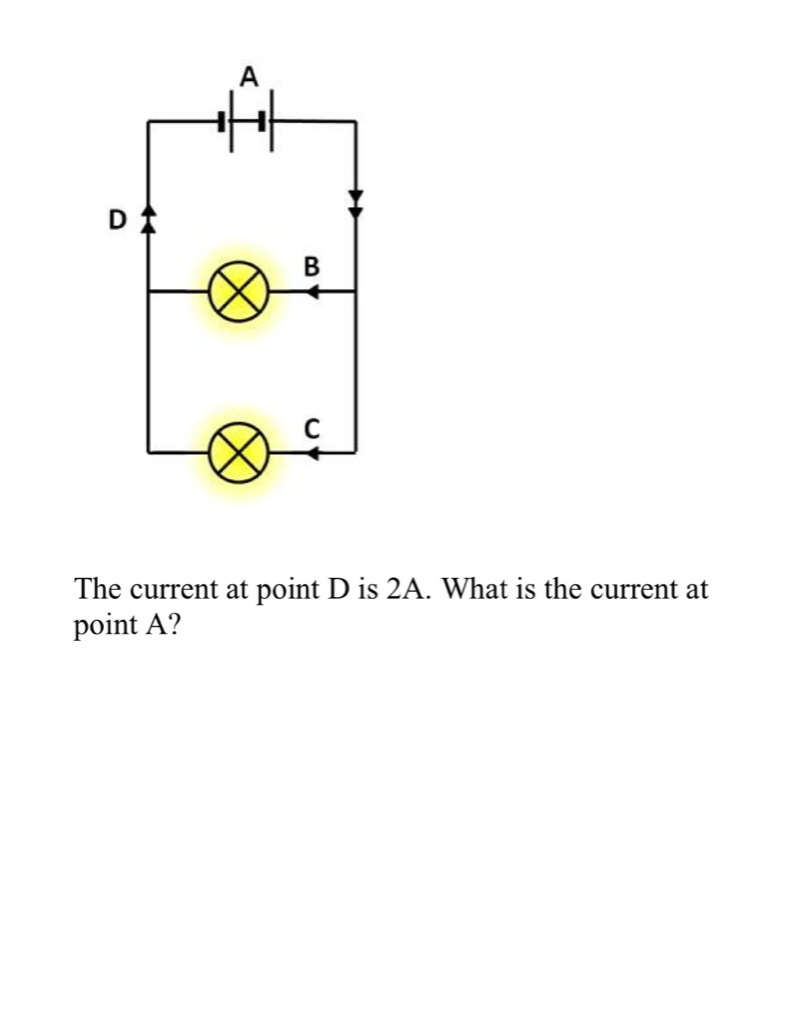 A
D
B
C
The current at point D is 2A. What is the current at
point A?